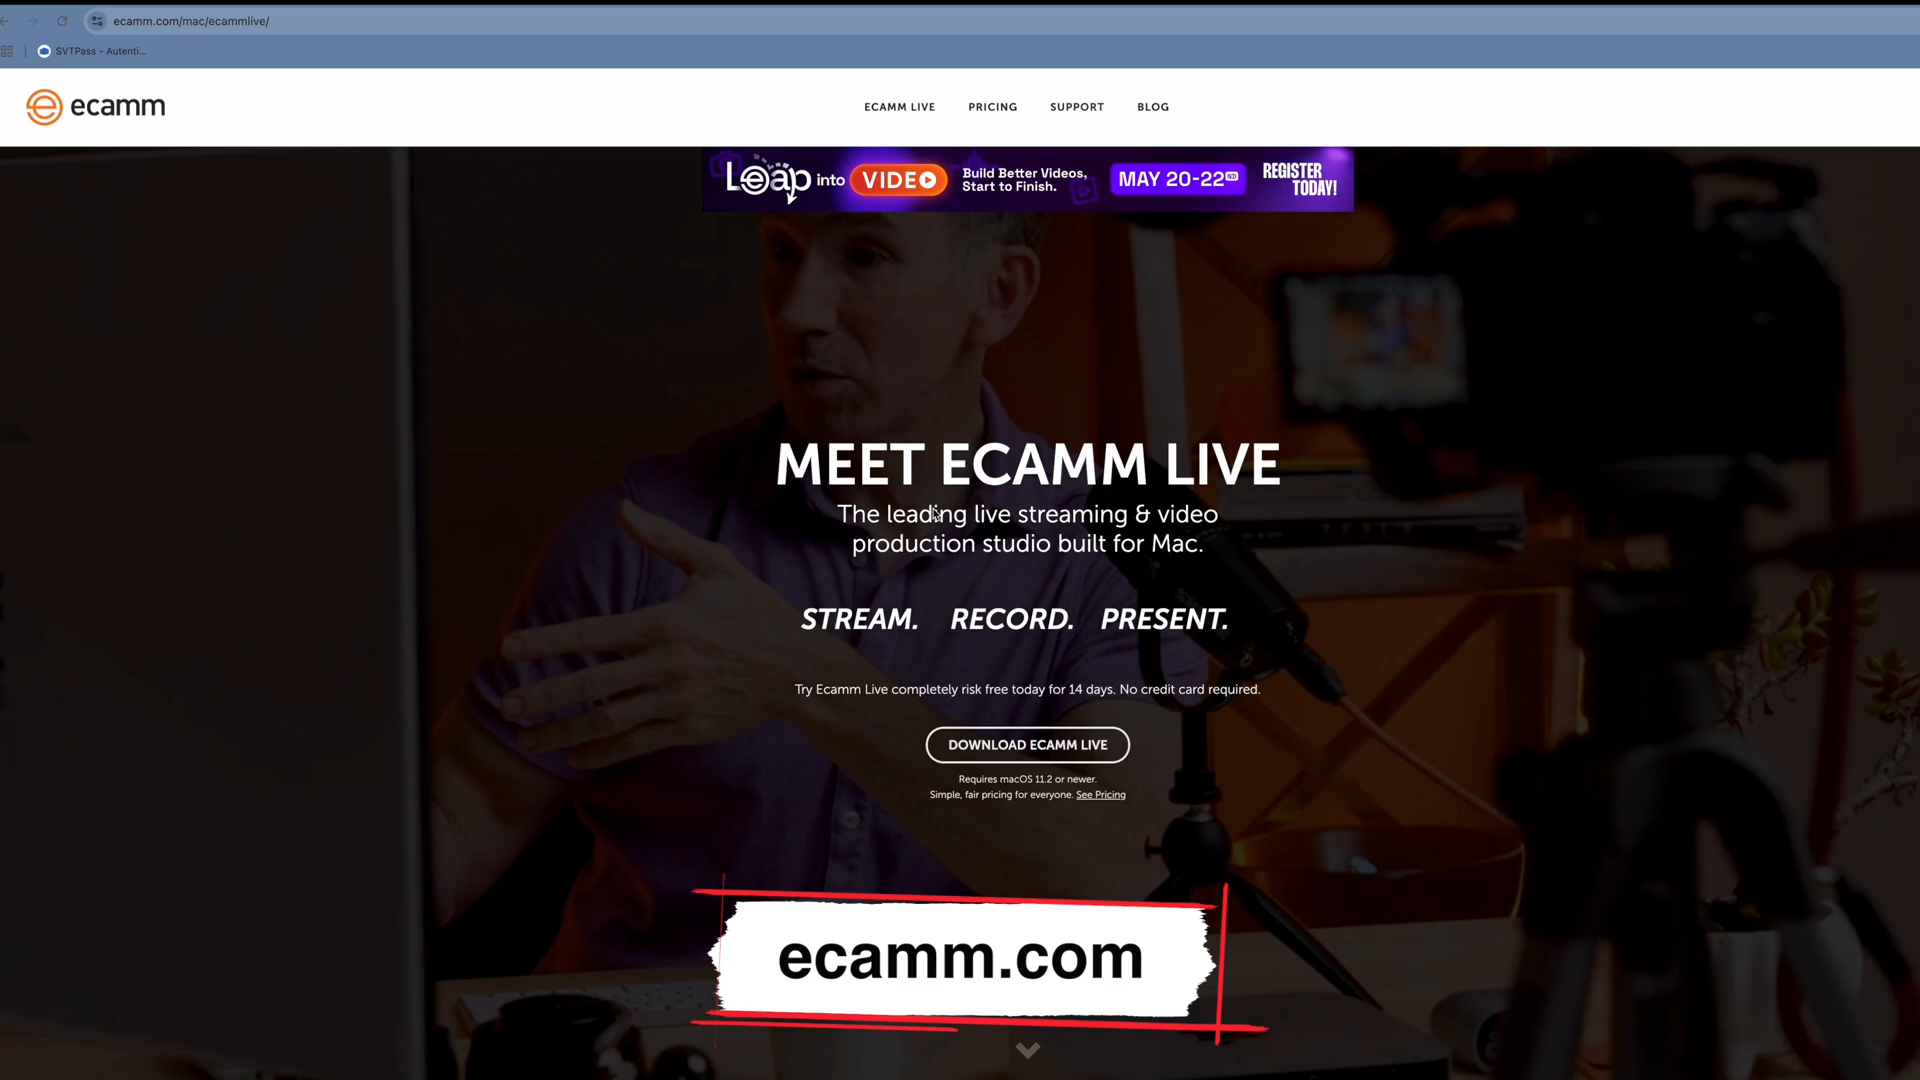 ecamm.com/mac/ecammlive/
SVTPass - Autenti...
ecamm
ECAMM LIVE PRICING SUPPORT BLOG
Leap into VIDEO Build Better Videos, Start to Finish. MAY 20-22ND REGISTER TODAY!
MEET ECAMM LIVE
The leading live streaming & video
production studio built for Mac.
STREAM. RECORD. PRESENT.
Try Ecamm Live completely risk free today for 14 days. No credit card required.
DOWNLOAD ECAMM LIVE
Requires macOS 11.2 or newer.
Simple, fair pricing for everyone. See Pricing
ecamm.com